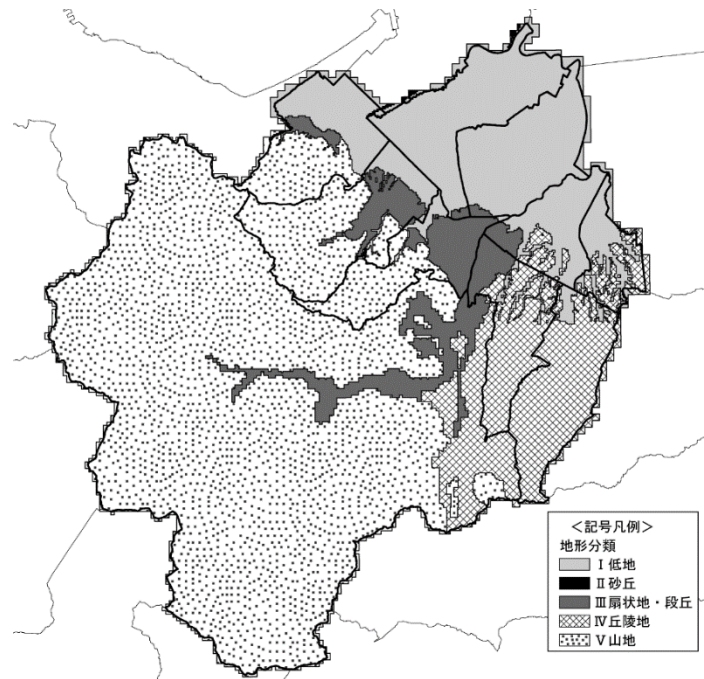 ＜記号凡例＞
地形分類
Ⅰ低地
Ⅱ砂丘
Ⅲ扇状地・段丘
Ⅳ丘陵地
Ⅴ山地